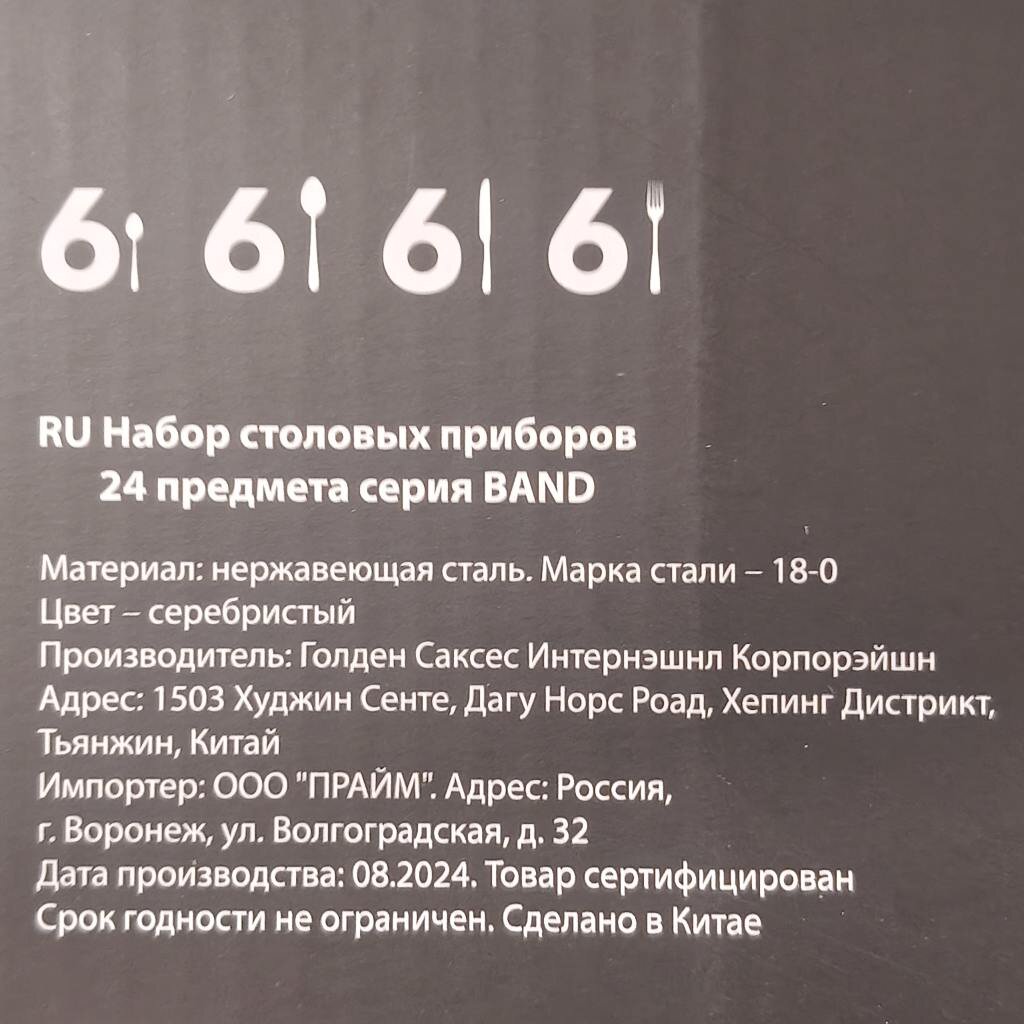 6 6 6 6
RU Набор столовых приборов
24 предмета серия BAND
Материал: нержавеющая сталь. Марка стали – 18-0
Цвет – серебристый
Производитель: Голден Саксес Интернэшнл Корпорэйшн
Адрес: 1503 Худжин Сенте, Дагу Норс Роад, Хепинг Дистрикт,
Тьянжин, Китай
Импортер: ООО "ПРАЙМ". Адрес: Россия,
г. Воронеж, ул. Волгоградская, д. 32
Дата производства: 08.2024. Товар сертифицирован
Срок годности не ограничен. Сделано в Китае